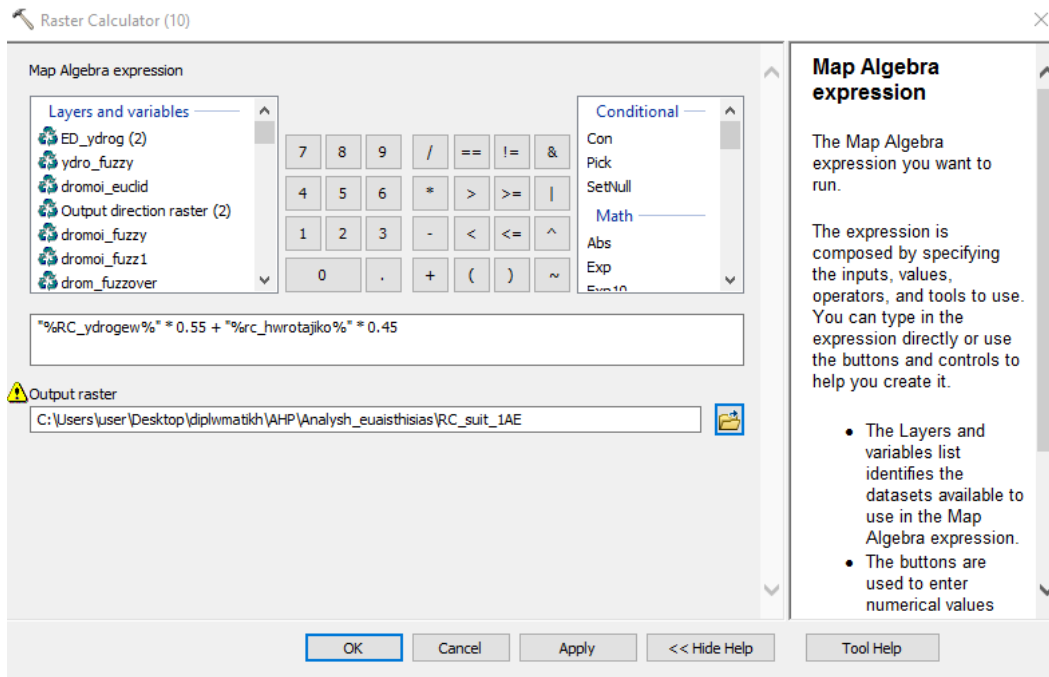 Raster Calculator (10)
Map Algebra expression
Layers and variables
ED_ydrog (2)
ydro_fuzzy
dromoi_euclid
Output direction raster (2)
dromoi_fuzzy
dromoi_fuzz1
drom_fuzzover
7 8 9 / == != &
4 5 6 * > >= |
1 2 3 - < <= ^
0 . + ( ) ~
Conditional
Con
Pick
SetNull
Math
Abs
Exp
Exp10
"%RC_ydrogew%" * 0.55 + "%rc_hwrotajiko%" * 0.45
Output raster
C:\Users\user\Desktop\diplwmatikh\AHP\Analysh_euaisthisias\RC_suit_1AE
OK Cancel Apply << Hide Help Tool Help
Map Algebra
expression
The Map Algebra
expression you want to
run.
The expression is
composed by specifying
the inputs, values,
operators, and tools to use.
You can type in the
expression directly or use
the buttons and controls to
help you create it.
• The Layers and
variables list
identifies the
datasets available to
use in the Map
Algebra expression.
• The buttons are
used to enter
numerical values